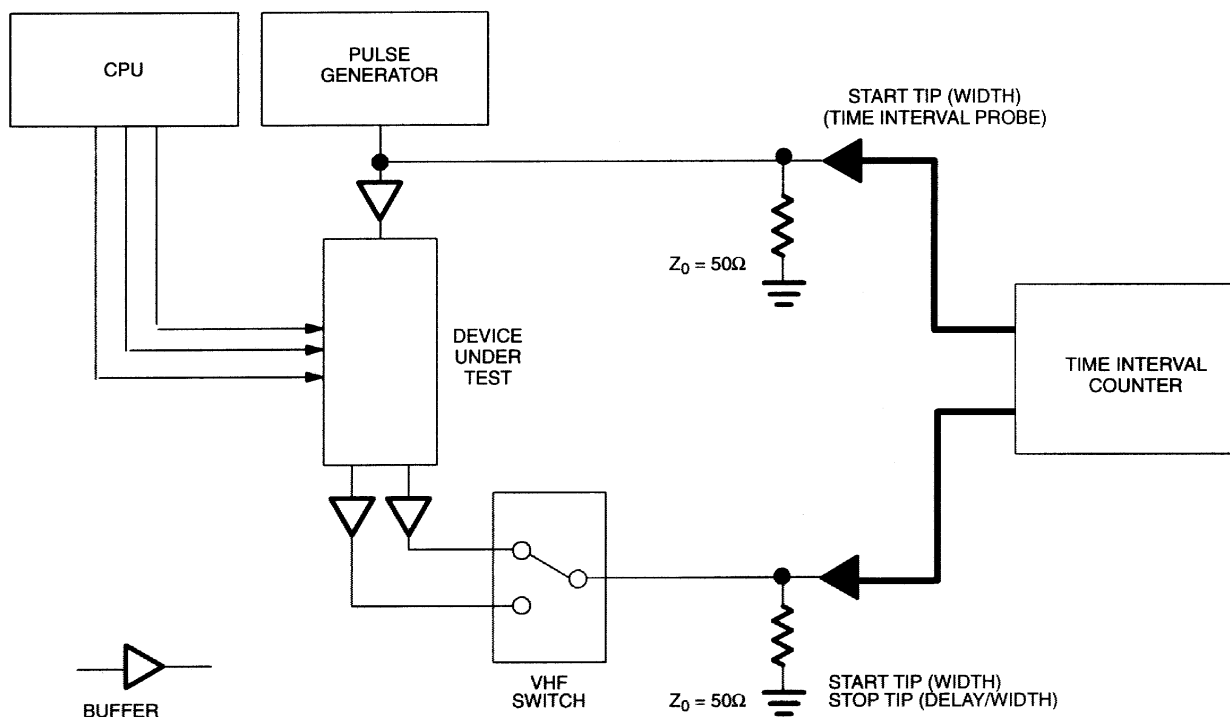 CPU
PULSE
GENERATOR
START TIP (WIDTH)
(TIME INTERVAL PROBE)
Z0 = 50Ω
DEVICE
UNDER
TEST
TIME INTERVAL
COUNTER
BUFFER
VHF
SWITCH
Z0 = 50Ω
START TIP (WIDTH)
STOP TIP (DELAY/WIDTH)